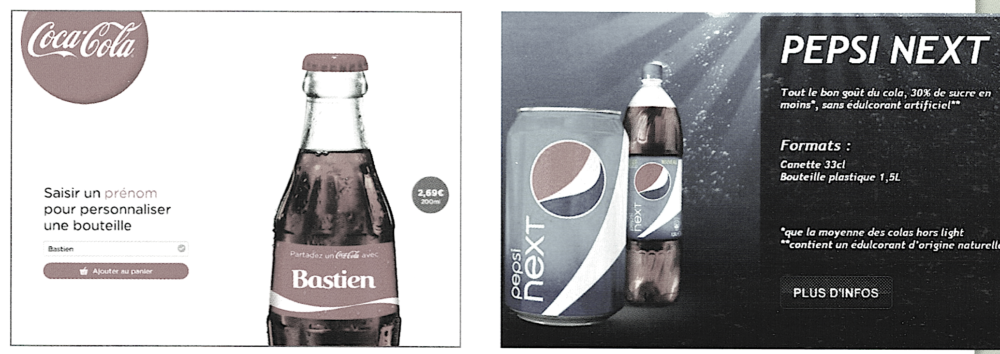 Coca-Cola
Saisir un prénom
pour personnaliser
une bouteille
Bastien
Ajouter au panier
Partagez un Coca-Cola avec
Bastien
2,69€
200ml
pepsi
next
NOUVEAU
pepsi
next
PEPSI NEXT
Tout le bon goût du cola, 30% de sucre en
moins*, sans édulcorant artificiel**
Formats :
Canette 33cl
Bouteille plastique 1,5L
*que la moyenne des colas hors light
**contient un édulcorant d'origine naturelle
PLUS D'INFOS